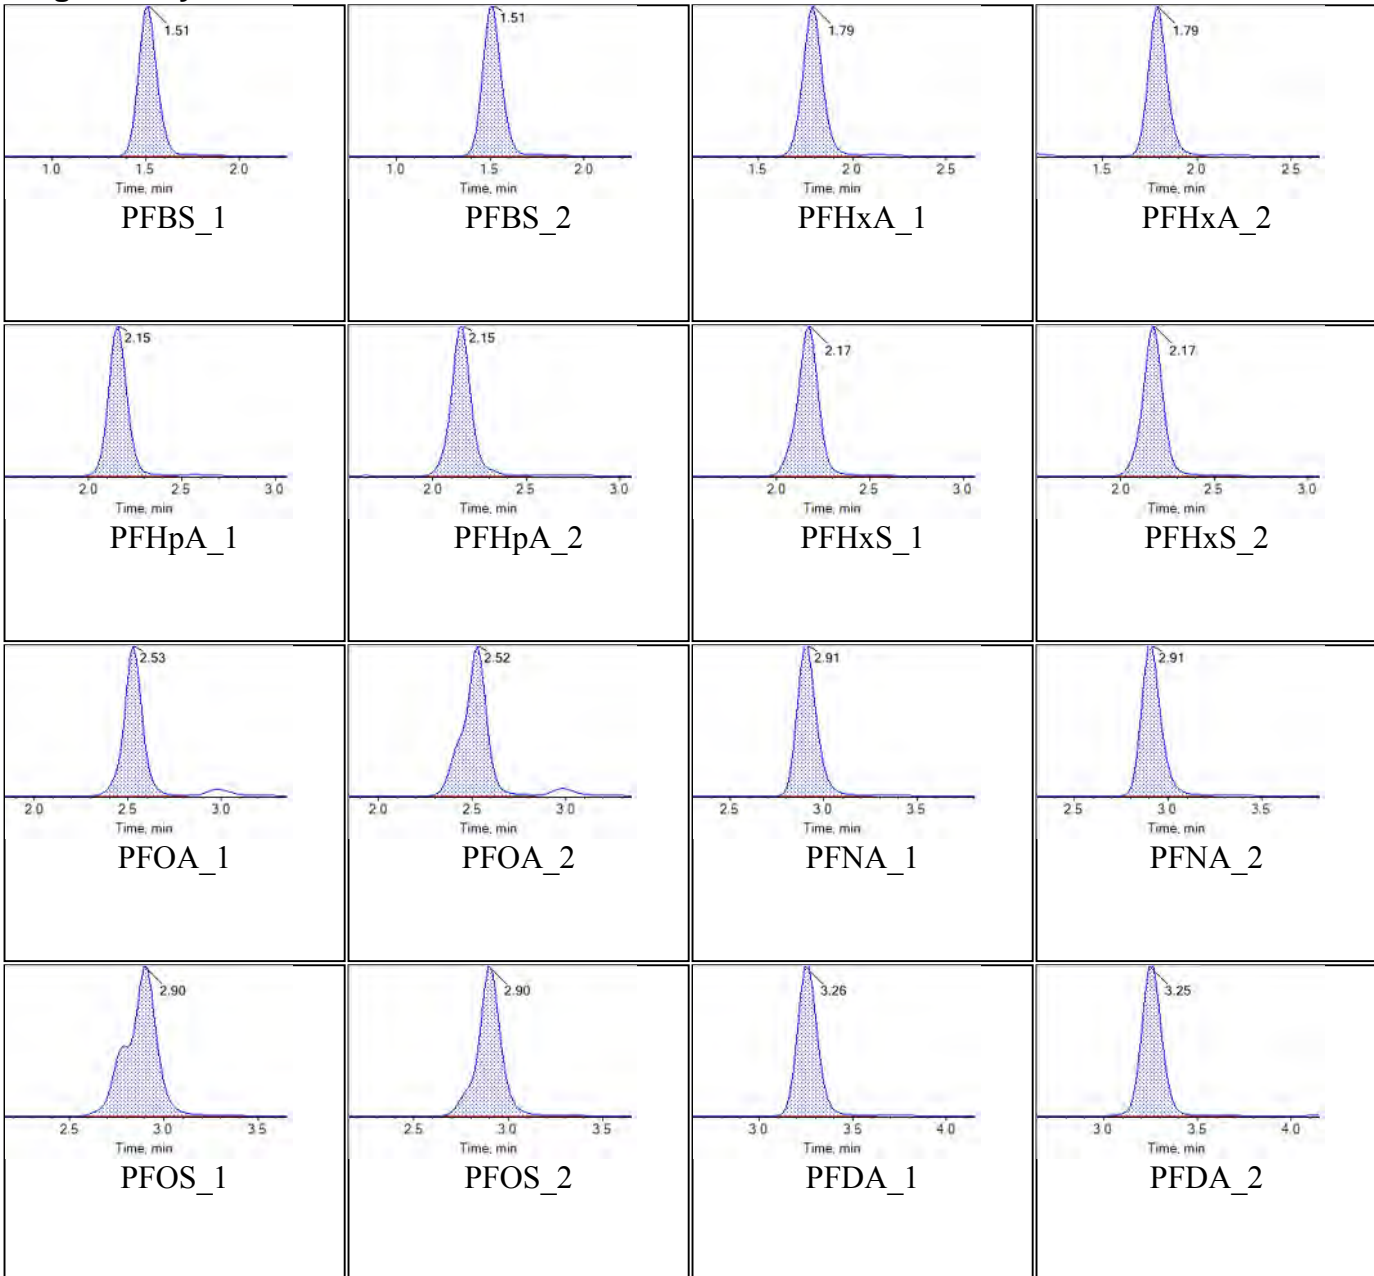 1.51
1.0 1.5 2.0
Time, min
PFBS_1
1.51
1.0 1.5 2.0
Time, min
PFBS_2
1.79
1.5 2.0 2.5
Time, min
PFHxA_1
1.79
1.5 2.0 2.5
Time, min
PFHxA_2
2.15
2.0 2.5 3.0
Time, min
PFHpA_1
2.15
2.0 2.5 3.0
Time, min
PFHpA_2
2.17
2.0 2.5 3.0
Time, min
PFHxS_1
2.17
2.0 2.5 3.0
Time, min
PFHxS_2
2.53
2.0 2.5 3.0
Time, min
PFOA_1
2.52
2.0 2.5 3.0
Time, min
PFOA_2
2.91
2.5 3.0 3.5
Time, min
PFNA_1
2.91
2.5 3.0 3.5
Time, min
PFNA_2
2.90
2.5 3.0 3.5
Time, min
PFOS_1
2.90
2.5 3.0 3.5
Time, min
PFOS_2
3.26
3.0 3.5 4.0
Time, min
PFDA_1
3.25
3.0 3.5 4.0
Time, min
PFDA_2